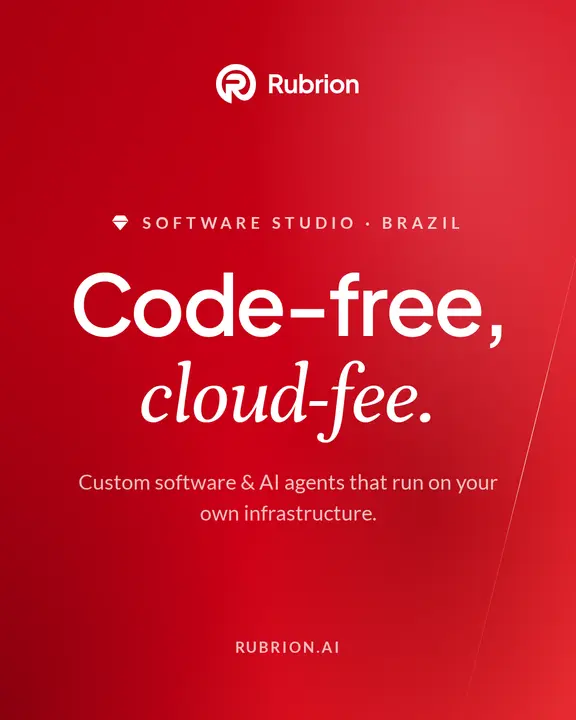 Rubrion
SOFTWARE STUDIO · BRAZIL
Code-free,
cloud-fee.
Custom software & AI agents that run on your
own infrastructure.
RUBRION.AI